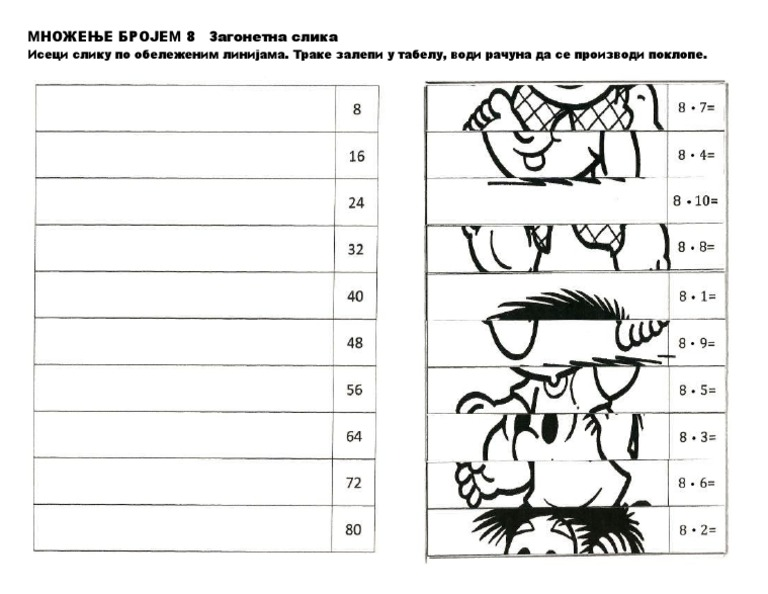 МНОЖЕЊЕ БРОЈЕМ 8 Загонетна слика
Исеци слику по обележеним линијама. Траке залепи у табелу, води рачуна да се производи поклопе.
8
16
24
32
40
48
56
64
72
80
8 • 7=
8 • 4=
8 • 10=
8 • 8=
8 • 1=
8 • 9=
8 • 5=
8 • 3=
8 • 6=
8 • 2=